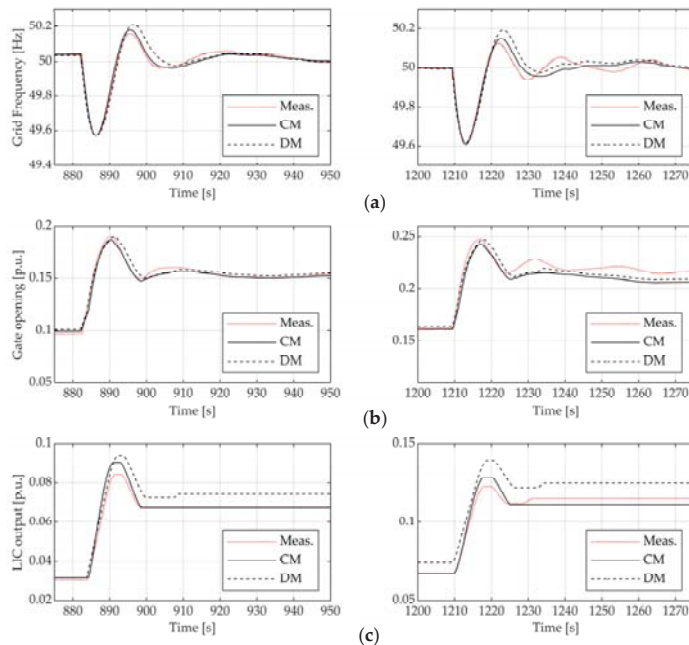 Grid Frequency [Hz]
50.2
50
49.8
49.6
49.4
Meas.
CM
DM
880 890 900 910 920 930 940 950
Time [s]
50.2
50
49.8
49.6
Meas.
CM
DM
1200 1210 1220 1230 1240 1250 1260 1270
Time [s]
(a)
Gate opening [p.u.]
0.2
0.15
0.1
0.05
Meas.
CM
DM
880 890 900 910 920 930 940 950
Time [s]
0.25
0.2
0.15
Meas.
CM
DM
1200 1210 1220 1230 1240 1250 1260 1270
Time [s]
(b)
LIC output [p.u.]
0.1
0.08
0.06
0.04
0.02
Meas.
CM
DM
880 890 900 910 920 930 940 950
Time [s]
0.15
0.1
0.05
Meas.
CM
DM
1200 1210 1220 1230 1240 1250 1260 1270
Time [s]
(c)